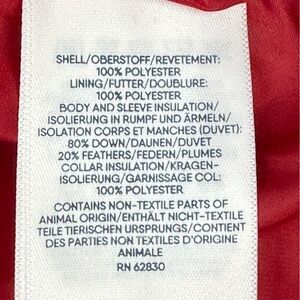 SHELL/OBERSTOFF/REVETEMENT:
100% POLYESTER
LINING/FUTTER/DOUBLURE:
100% POLYESTER
BODY AND SLEEVE INSULATION/
ISOLIERUNG IN RUMPF UND ÄRMELN/
ISOLATION CORPS ET MANCHES (DUVET):
80% DOWN/DAUNEN/DUVET
20% FEATHERS/FEDERN/PLUMES
COLLAR INSULATION/KRAGEN-
ISOLIERUNG/GARNISSAGE COL:
100% POLYESTER
CONTAINS NON-TEXTILE PARTS OF
ANIMAL ORIGIN/ENTHÄLT NICHT-TEXTILE
TEILE TIERISCHEN URSPRUNGS/CONTIENT
DES PARTIES NON TEXTILES D'ORIGINE
ANIMALE
RN 62830